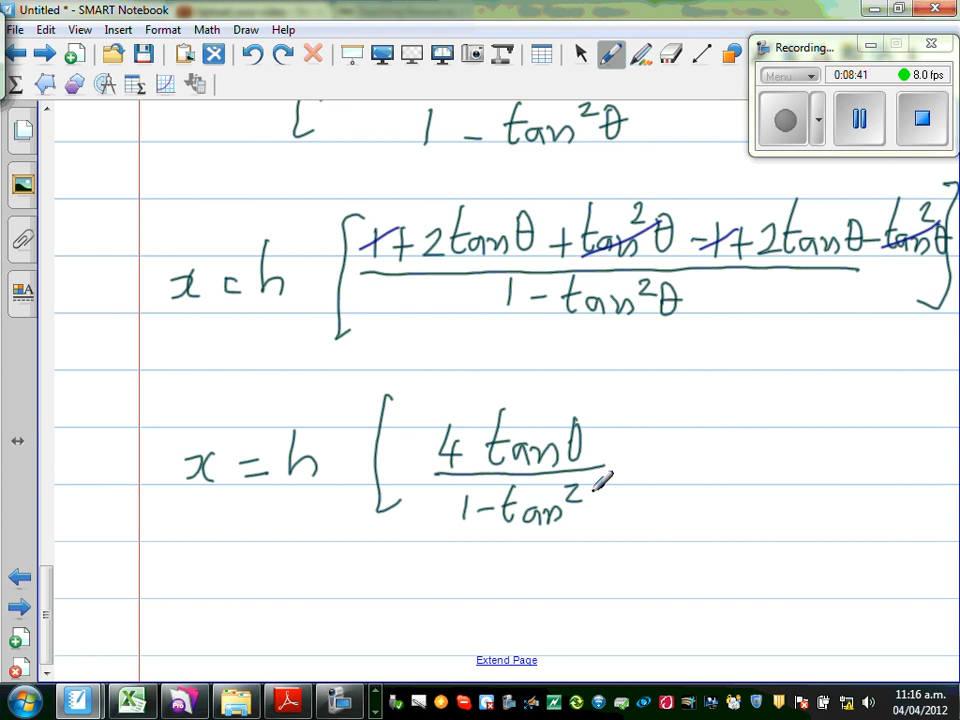 Untitled * - SMART Notebook
File Edit View Insert Format Math Draw Help
Recording...
Menu 0:08:41 8.0 fps
1 - tan²θ
x = h [ 1+2tanθ+tan²θ -1+2tanθ-tan²θ ]
1 - tan²θ
x = h [ 4 tanθ
1-tan²
Extend Page
11:16 a.m.
04/04/2012